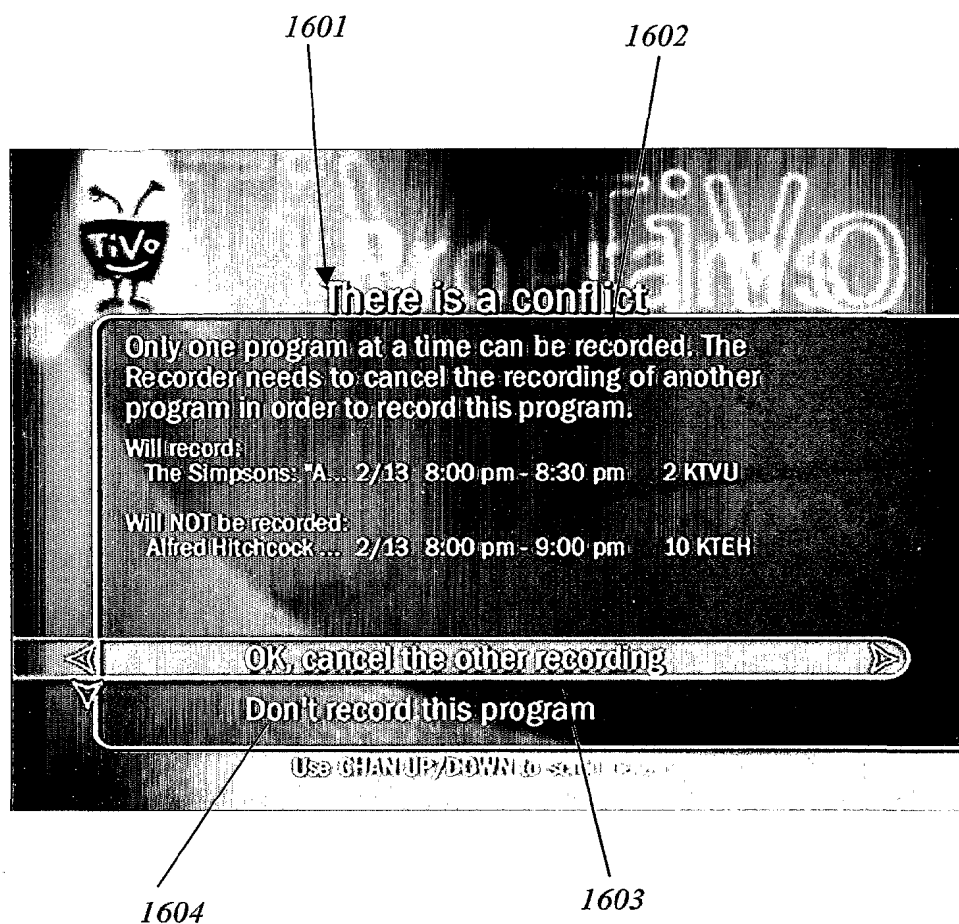 1601
1602
TiVo
TiVo
There is a conflict
Only one program at a time can be recorded. The
Recorder needs to cancel the recording of another
program in order to record this program.
Will record:
The Simpsons: "A... 2/13 8:00 pm - 8:30 pm 2 KTVU
Will NOT be recorded:
Alfred Hitchcock ... 2/13 8:00 pm - 9:00 pm 10 KTEH
OK, cancel the other recording
Don't record this program
Use CHAN UP/DOWN to
1604
1603